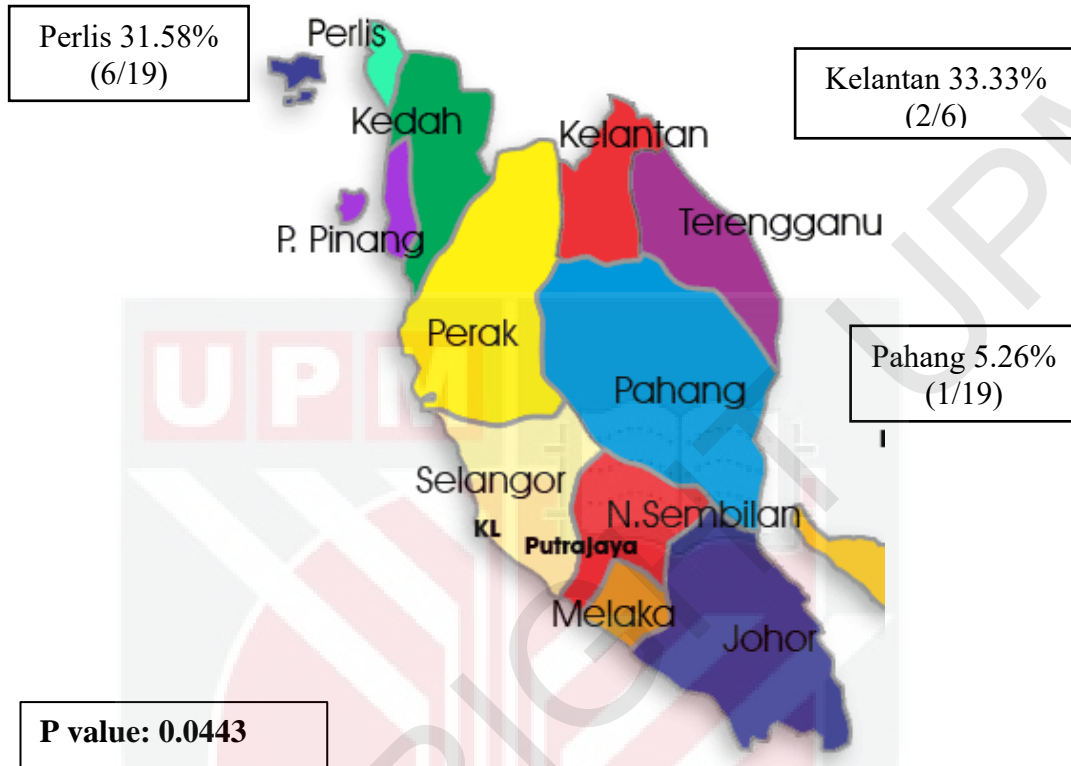 Perlis 31.58%
(6/19)
Perlis
Kelantan 33.33%
(2/6)
Kedah
Kelantan
P. Pinang
Terengganu
Perak
Pahang
Pahang 5.26%
(1/19)
UPM
Selangor
KL
Putrajaya
N.Sembilan
Melaka
Johor
P value: 0.0443